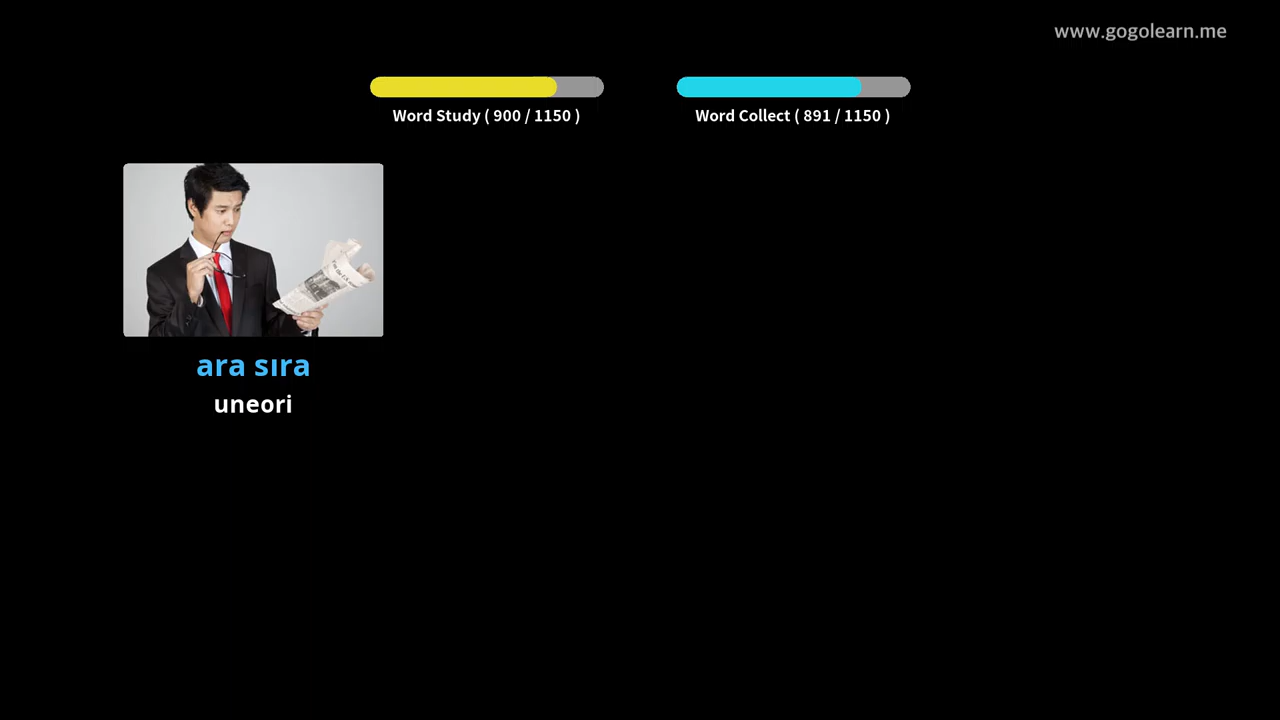 www.gogolearn.me
Word Study ( 900 / 1150 )
Word Collect ( 891 / 1150 )
ara sıra
uneori